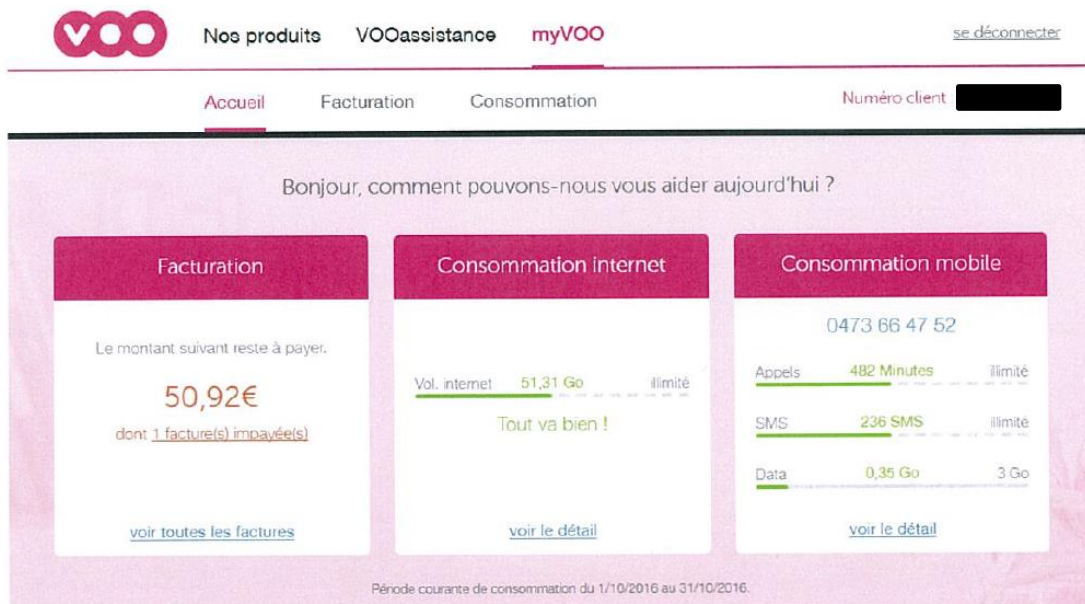 VOO
Nos produits VOOassistance myVOO se déconnecter
Accueil Facturation Consommation Numéro client
Bonjour, comment pouvons-nous vous aider aujourd'hui ?
Facturation
Le montant suivant reste à payer.
50,92€
dont 1 facture(s) impayée(s)
voir toutes les factures
Consommation internet
Vol. internet 51,31 Go illimité
Tout va bien !
voir le détail
Consommation mobile
0473 66 47 52
Appels 482 Minutes illimité
SMS 236 SMS illimité
Data 0,35 Go 3 Go
voir le détail
Période courante de consommation du 1/10/2016 au 31/10/2016.